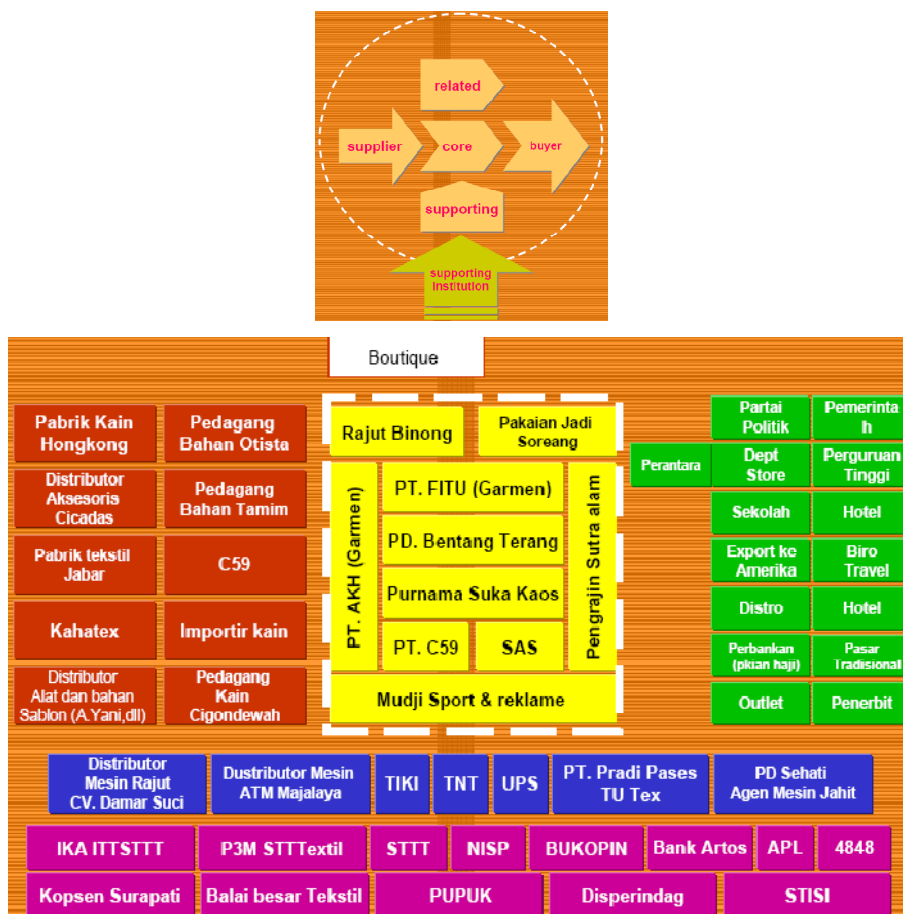 related
supplier
core
buyer
supporting
supporting
institution
Boutique
Pabrik Kain
Hongkong
Pedagang
Bahan Otista
Distributor
Aksesoris
Cicadas
Pedagang
Bahan Tamim
Pabrik tekstil
Jabar
C59
Kahatex
Importir kain
Distributor
Alat dan bahan
Sablon (A.Yani,dll)
Pedagang
Kain
Cigondewah
Rajut Binong
Pakaian Jadi
Soreang
PT. AKH (Garmen)
PT. FITU (Garmen)
PD. Bentang Terang
Purnama Suka Kaos
PT. C59
SAS
Pengrajin Sutra alam
Mudji Sport & reklame
Perantara
Partai
Politik
Pemerinta
lh
Dept
Store
Perguruan
Tinggi
Sekolah
Hotel
Export ke
Amerika
Biro
Travel
Distro
Hotel
Perbankan
(pkian haji)
Pasar
Tradisional
Outlet
Penerbit
Distributor
Mesin Rajut
CV. Damar Suci
Dustributor Mesin
ATM Majalaya
TIKI
TNT
UPS
PT. Pradi Pases
TU Tex
PD Sehati
Agen Mesin Jahit
IKA ITTSTTT
P3M STTTextil
STTT
NISP
BUKOPIN
Bank Artos
APL
4848
Kopsen Surapati
Balai besar Tekstil
PUPUK
Disperindag
STISI